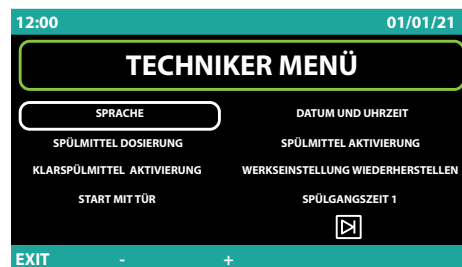 12:00 01/01/21
TECHNIKER MENÜ
SPRACHE DATUM UND UHRZEIT
SPÜLMITTEL DOSIERUNG SPÜLMITTEL AKTIVIERUNG
KLARSPÜLMITTEL AKTIVIERUNG WERKSEINSTELLUNG WIEDERHERSTELLEN
START MIT TÜR SPÜLGANGSZEIT 1
EXIT - +